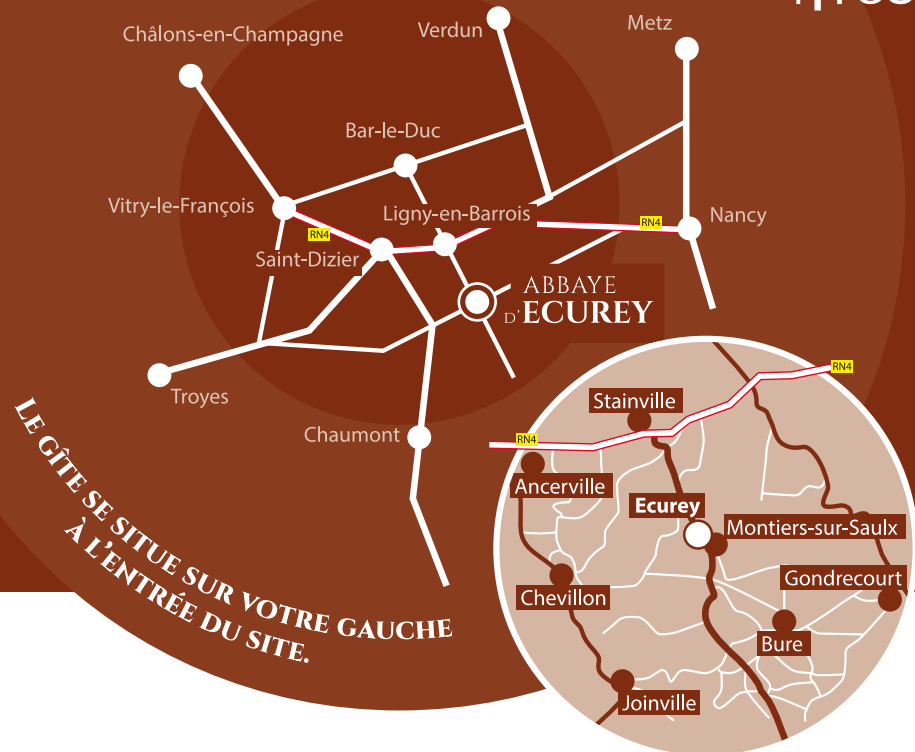 Châlons-en-Champagne
Verdun
Metz
Bar-le-Duc
Vitry-le-François
Ligny-en-Barrois
Nancy
RN4
RN4
Saint-Dizier
ABBAYE
D'ECUREY
Troyes
Chaumont
LE GÎTE SE SITUE SUR VOTRE GAUCHE
À L'ENTRÉE DU SITE.
RN4
Stainville
RN4
Ancerville
Ecurey
Montiers-sur-Saulx
Gondrecourt
Chevillon
Bure
Joinville